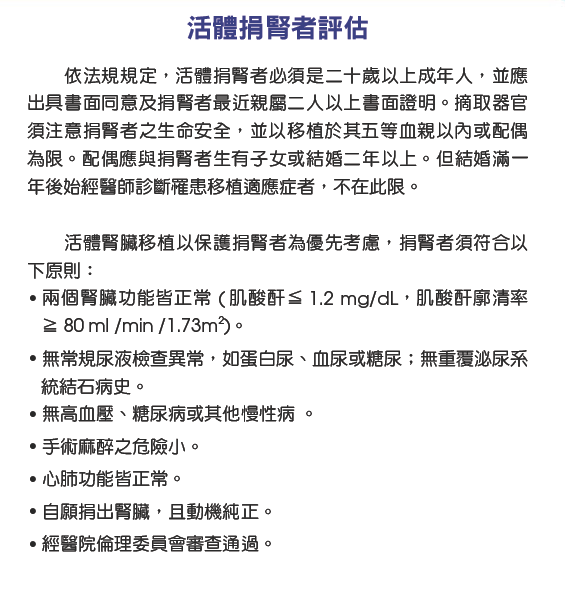 活體捐腎者評估
依法規規定，活體捐腎者必須是二十歲以上成年人，並應
出具書面同意及捐腎者最近親屬二人以上書面證明。摘取器官
須注意捐腎者之生命安全，並以移植於其五等血親以內或配偶
為限。配偶應與捐腎者生有子女或結婚二年以上。但結婚滿一
年後始經醫師診斷罹患移植適應症者，不在此限。
活體腎臟移植以保護捐腎者為優先考慮，捐腎者須符合以
下原則：
•兩個腎臟功能皆正常 ( 肌酸酐≦ 1.2 mg/dL，肌酸酐廓清率
≧ 80 ml /min /1.73m²)。
•無常規尿液檢查異常，如蛋白尿、血尿或糖尿；無重覆泌尿系
統結石病史。
•無高血壓、糖尿病或其他慢性病 。
•手術麻醉之危險小。
•心肺功能皆正常。
•自願捐出腎臟，且動機純正。
•經醫院倫理委員會審查通過。